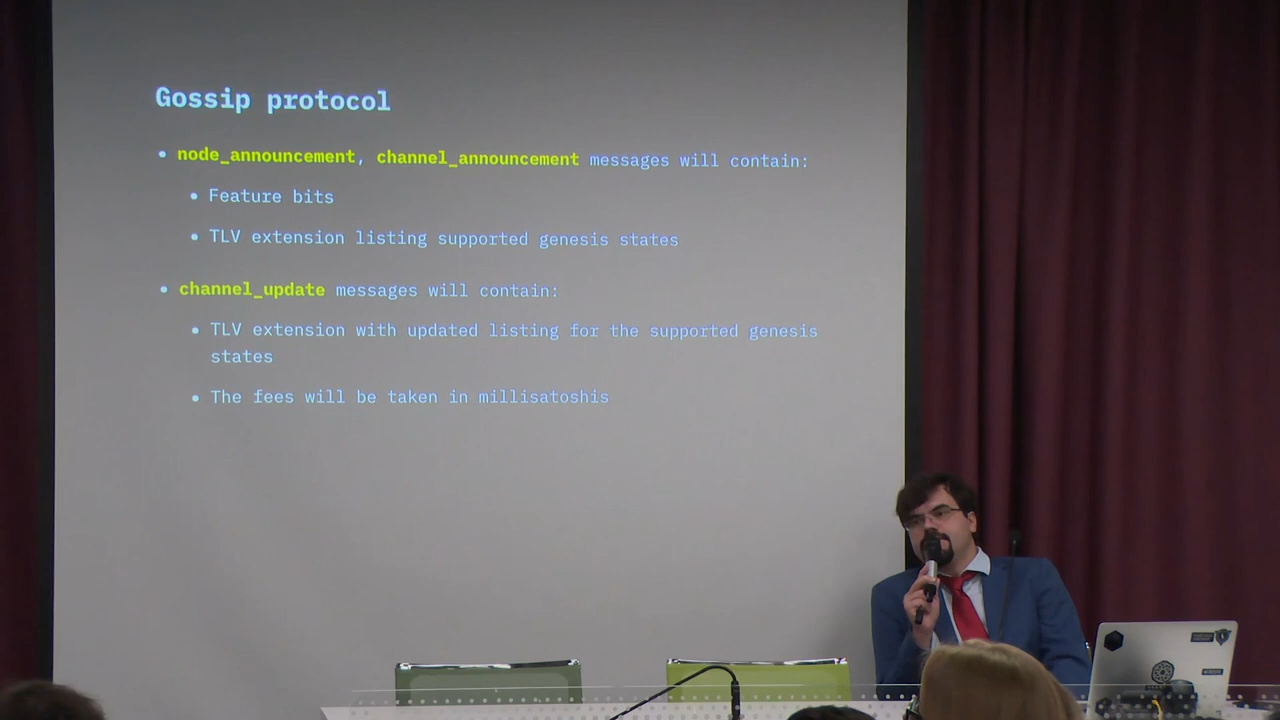 Gossip protocol
• node_announcement, channel_announcement messages will contain:
• Feature bits
• TLV extension listing supported genesis states
• channel_update messages will contain:
• TLV extension with updated listing for the supported genesis
states
• The fees will be taken in millisatoshis